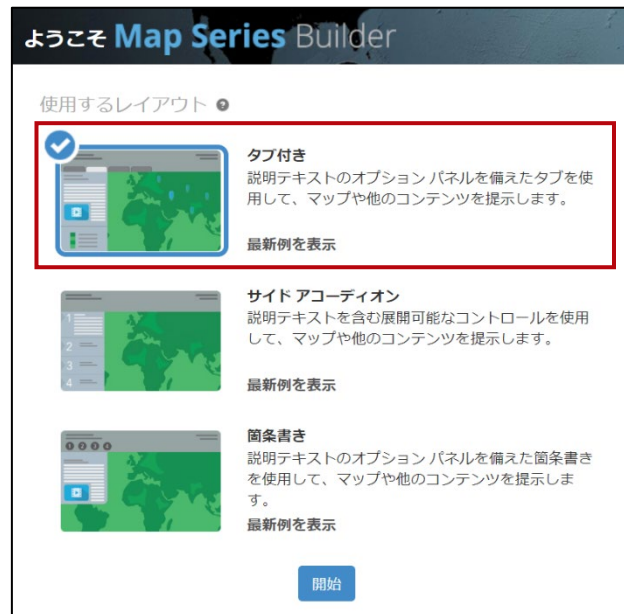 ようこそ Map Series Builder
使用するレイアウト
タブ付き
説明テキストのオプション パネルを備えたタブを使
用して、マップや他のコンテンツを提示します。
最新例を表示
サイド アコーディオン
1
2
3
4
説明テキストを含む展開可能なコントロールを使用
して、マップや他のコンテンツを提示します。
最新例を表示
箇条書き
1 2 3 4
説明テキストのオプション パネルを備えた箇条書き
を使用して、マップや他のコンテンツを提示しま
す。
最新例を表示
開始